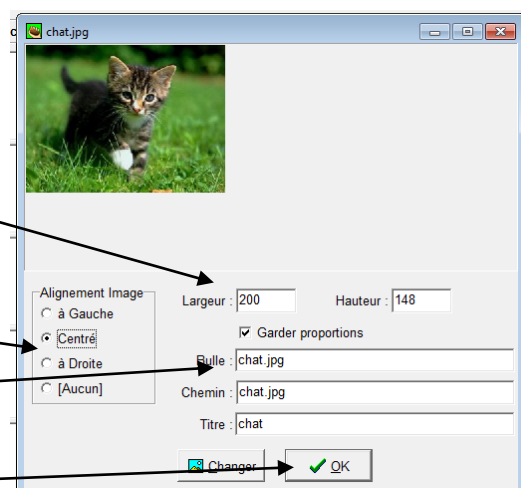 chat.jpg
Alignement Image
à Gauche
Centré
à Droite
[Aucun]
Largeur : 200 Hauteur : 148
Garder proportions
Bulle : chat.jpg
Chemin : chat.jpg
Titre : chat
Changer OK